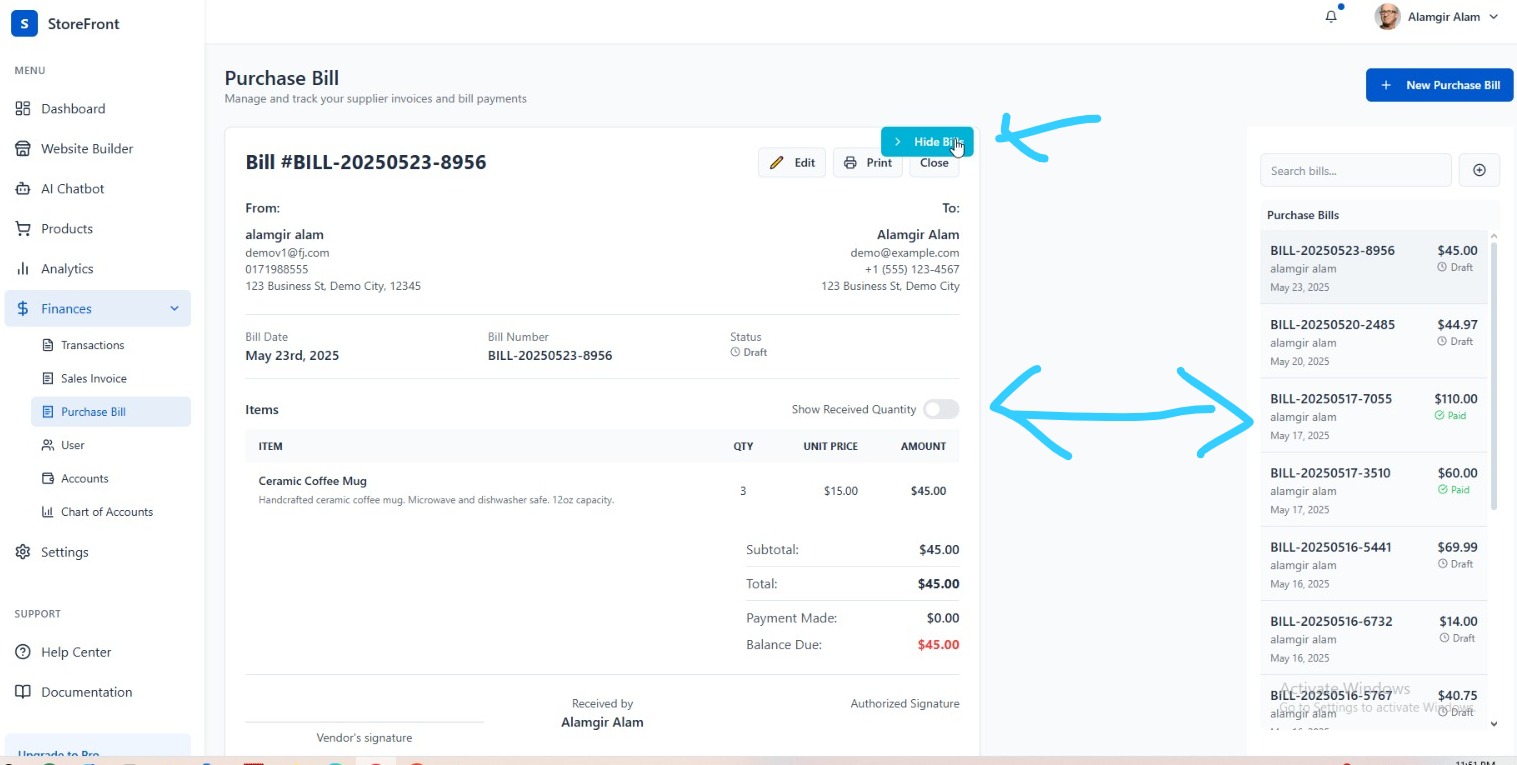 S StoreFront
Alamgir Alam
MENU
Dashboard
Website Builder
AI Chatbot
Products
Analytics
Finances
Transactions
Sales Invoice
Purchase Bill
User
Accounts
Chart of Accounts
Settings
SUPPORT
Help Center
Documentation
Upgrade to Pro
Purchase Bill
Manage and track your supplier invoices and bill payments
+ New Purchase Bill
Hide
Bill #BILL-20250523-8956
Edit Print Close
From: To:
alamgir alam Alamgir Alam
demov1@fj.com demo@example.com
0171988555 +1 (555) 123-4567
123 Business St, Demo City, 12345 123 Business St, Demo City
Bill Date Bill Number Status
May 23rd, 2025 BILL-20250523-8956 Draft
Items Show Received Quantity
ITEM QTY UNIT PRICE AMOUNT
Ceramic Coffee Mug 3 $15.00 $45.00
Handcrafted ceramic coffee mug. Microwave and dishwasher safe. 12oz capacity.
Subtotal: $45.00
Total: $45.00
Payment Made: $0.00
Balance Due: $45.00
Received by Authorized Signature
Alamgir Alam
Vendor's signature
Search bills...
Purchase Bills
BILL-20250523-8956 $45.00
alamgir alam Draft
May 23, 2025
BILL-20250520-2485 $44.97
alamgir alam Draft
May 20, 2025
BILL-20250517-7055 $110.00
alamgir alam Paid
May 17, 2025
BILL-20250517-3510 $60.00
alamgir alam Paid
May 17, 2025
BILL-20250516-5441 $69.99
alamgir alam Draft
May 16, 2025
BILL-20250516-6732 $14.00
alamgir alam Draft
May 16, 2025
BILL-20250516-5767 $40.75
alamgir alam Draft
Activate Windows
Go to Settings to activate Windows.
11:51 PM